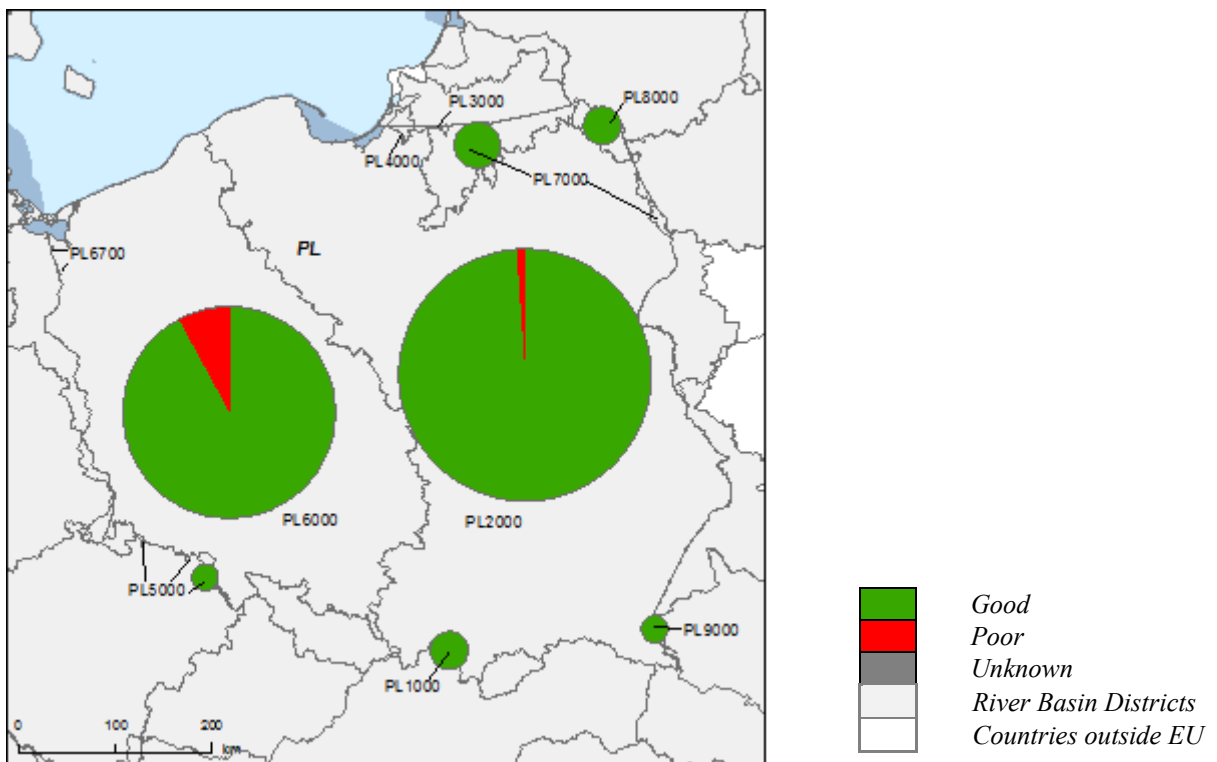 PL3000
PL8000
PL4000
PL7000
PL
PL6700
PL6000
PL2000
PL5000
PL9000
PL1000
0 100 200
km
Good
Poor
Unknown
River Basin Districts
Countries outside EU